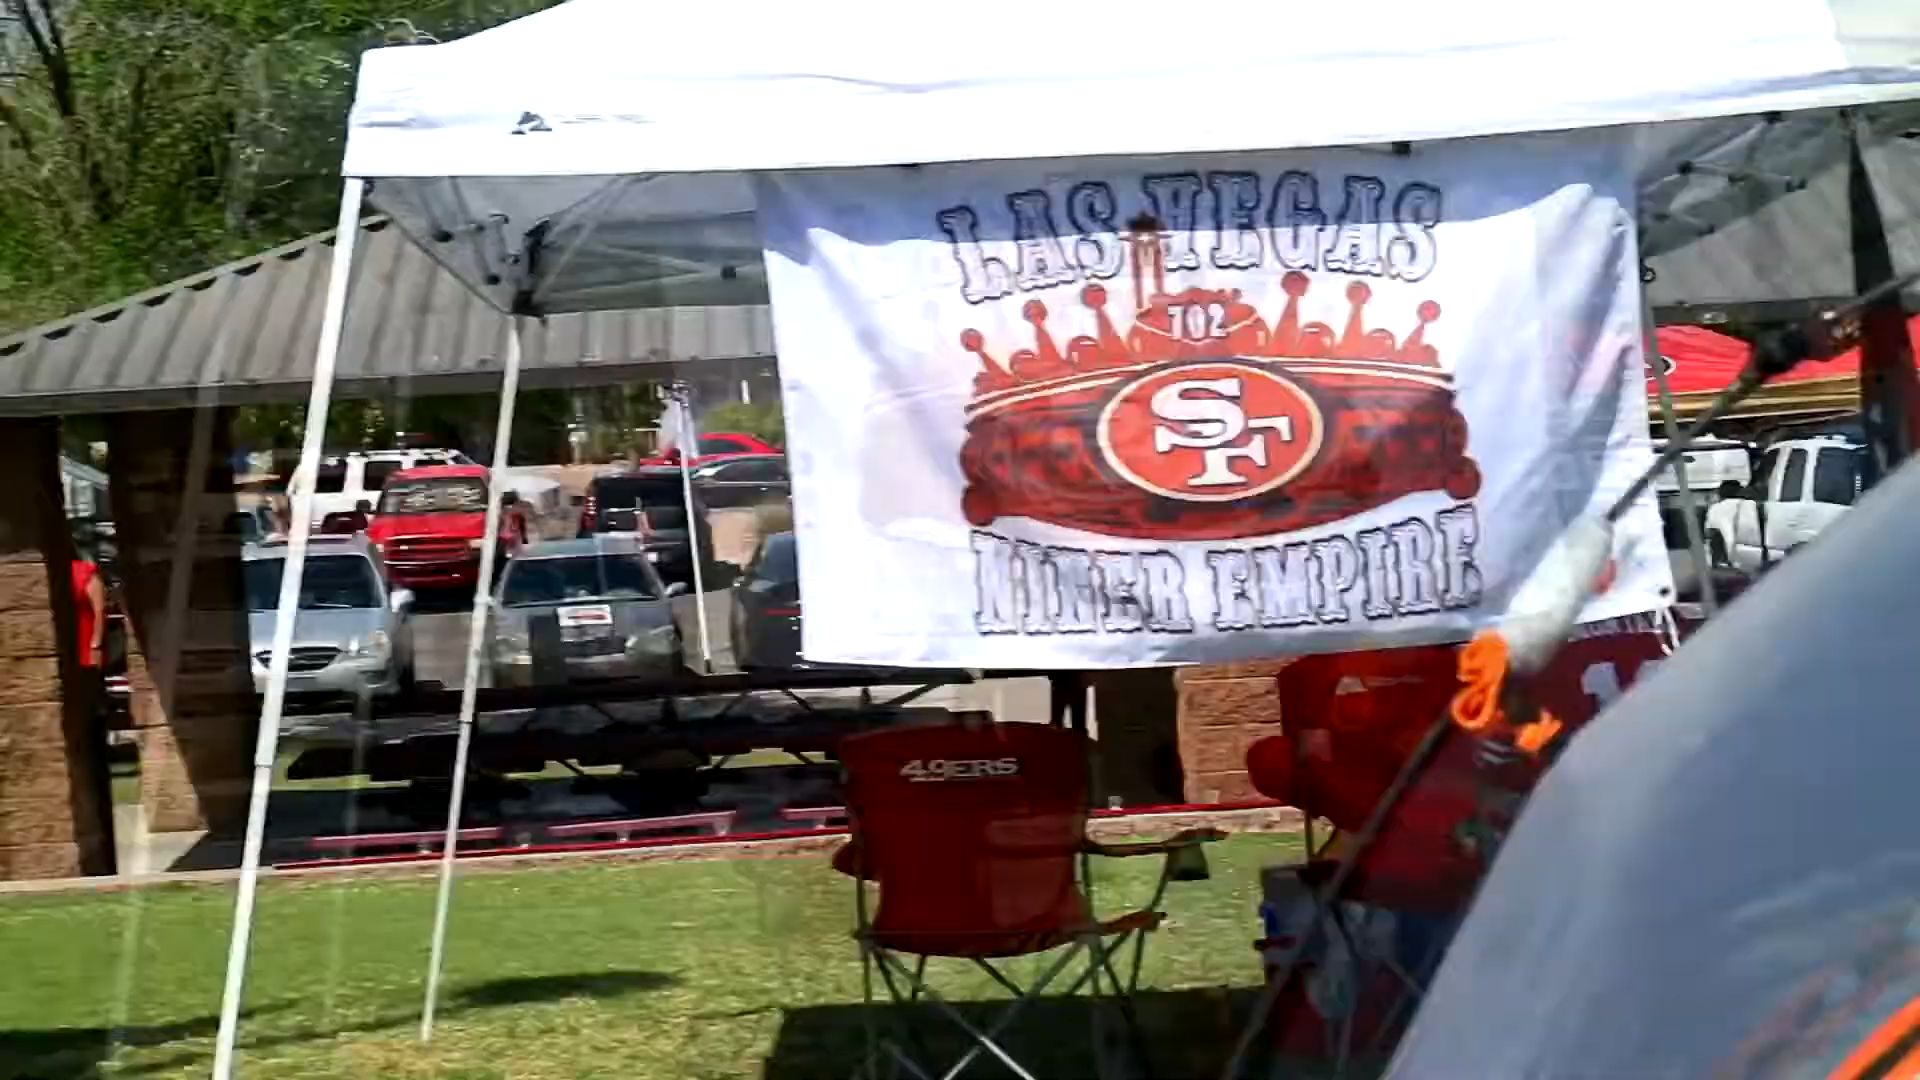 LAS VEGAS
702
SF
NINER EMPIRE
49ERS